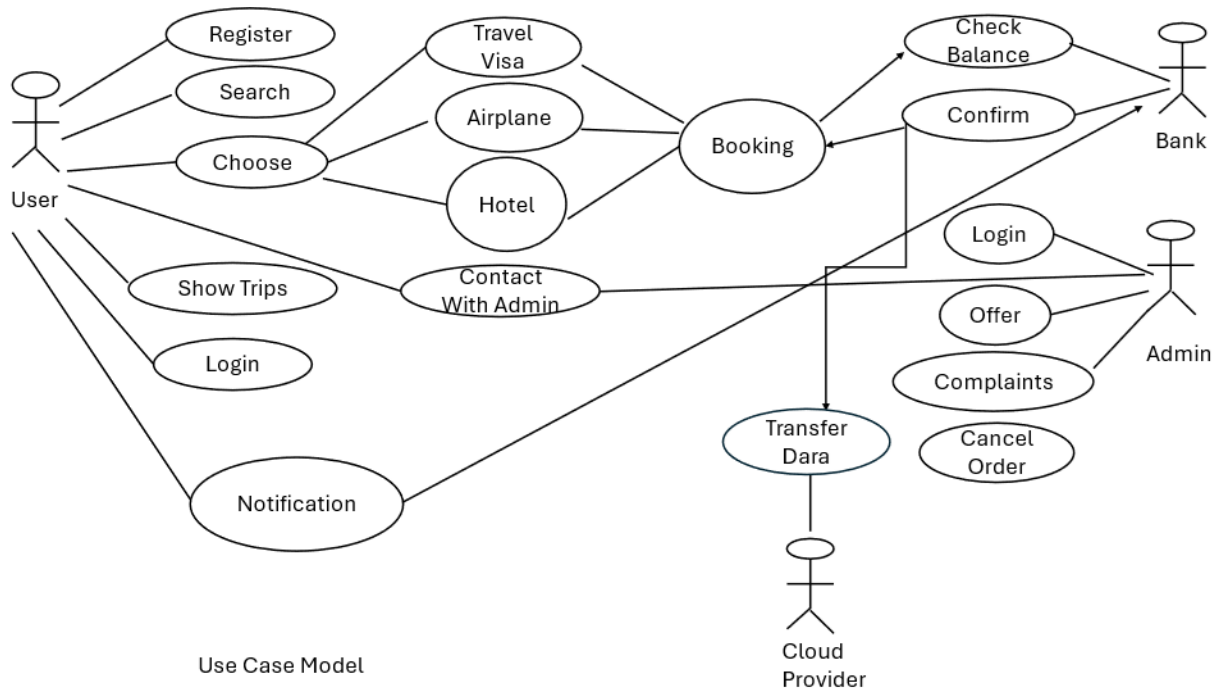 Register
Search
Choose
User
Show Trips
Login
Notification
Travel
Visa
Airplane
Hotel
Contact
With Admin
Booking
Check
Balance
Confirm
Bank
Login
Offer
Complaints
Cancel
Order
Admin
Transfer
Dara
Cloud
Provider
Use Case Model